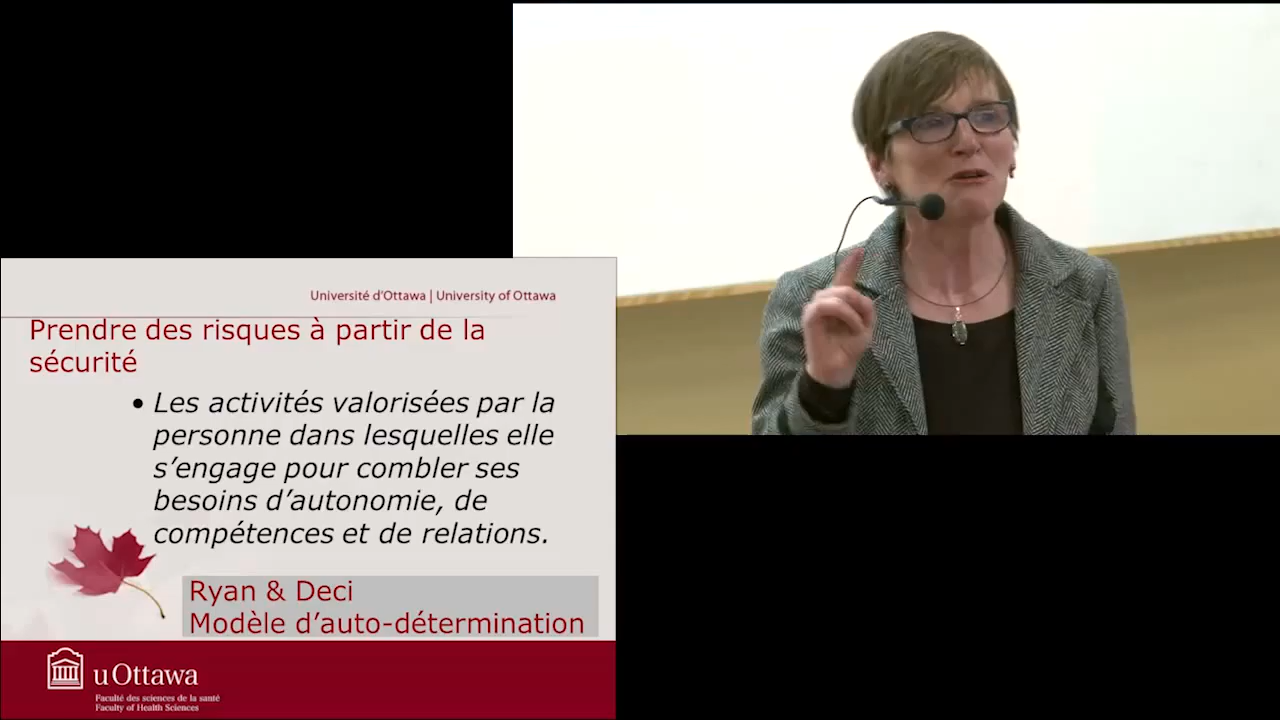 Université d'Ottawa | University of Ottawa
Prendre des risques à partir de la
sécurité
• Les activités valorisées par la
personne dans lesquelles elle
s'engage pour combler ses
besoins d'autonomie, de
compétences et de relations.
Ryan & Deci
Modèle d'auto-détermination
uOttawa
Faculté des sciences de la santé
Faculty of Health Sciences